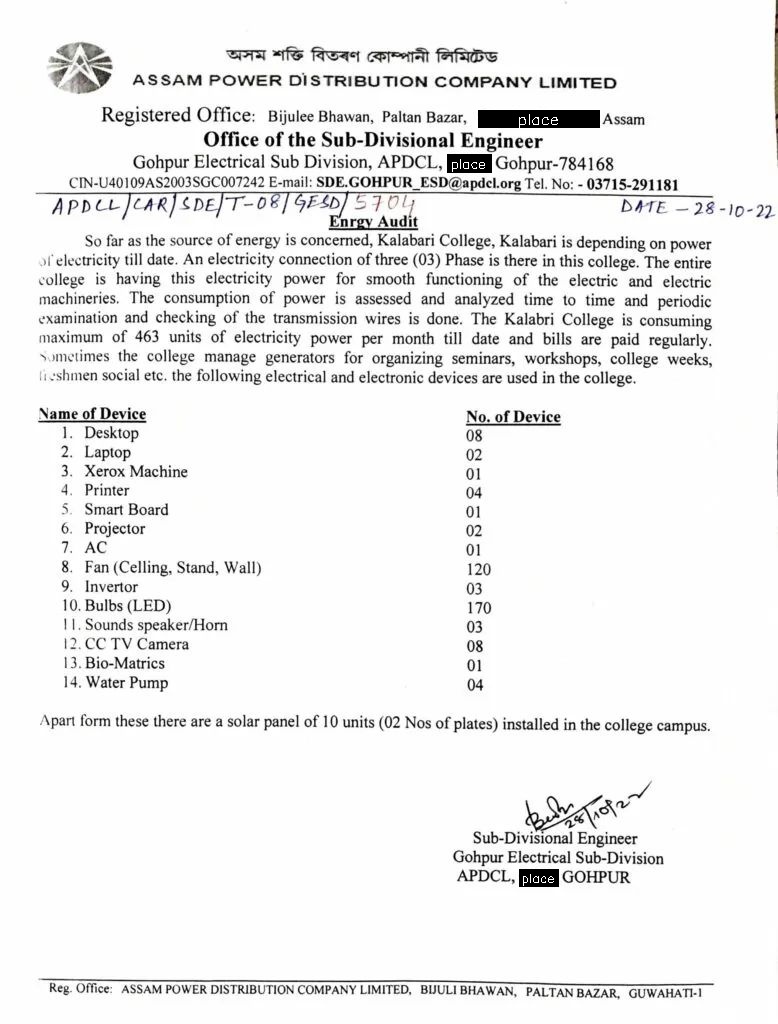 অসম শক্তি বিতৰণ কোম্পানী লিমিটেড
ASSAM POWER DISTRIBUTION COMPANY LIMITED
Registered Office: Bijulee Bhawan, Paltan Bazar, place Assam
Office of the Sub-Divisional Engineer
Gohpur Electrical Sub Division, APDCL, place Gohpur-784168
CIN-U40109AS2003SGC007242 E-mail: SDE.GOHPUR_ESD@apdcl.org Tel. No: - 03715-291181
APDCL/CAR/SDE/T-08/GESD/5704 DATE - 28-10-22
Enrgy Audit
So far as the source of energy is concerned, Kalabari College, Kalabari is depending on power
of electricity till date. An electricity connection of three (03) Phase is there in this college. The entire
college is having this electricity power for smooth functioning of the electric and electric
machineries. The consumption of power is assessed and analyzed time to time and periodic
examination and checking of the transmission wires is done. The Kalabri College is consuming
maximum of 463 units of electricity power per month till date and bills are paid regularly.
Sometimes the college manage generators for organizing seminars, workshops, college weeks,
freshmen social etc. the following electrical and electronic devices are used in the college.
Name of Device No. of Device
1. Desktop 08
2. Laptop 02
3. Xerox Machine 01
4. Printer 04
5. Smart Board 01
6. Projector 02
7. AC 01
8. Fan (Celling, Stand, Wall) 120
9. Invertor 03
10. Bulbs (LED) 170
11. Sounds speaker/Horn 03
12. CC TV Camera 08
13. Bio-Matrics 01
14. Water Pump 04
Apart form these there are a solar panel of 10 units (02 Nos of plates) installed in the college campus.
28/10/22
Sub-Divisional Engineer
Gohpur Electrical Sub-Division
APDCL, place GOHPUR
Reg. Office: ASSAM POWER DISTRIBUTION COMPANY LIMITED, BIJULI BHAWAN, PALTAN BAZAR, GUWAHATI-1